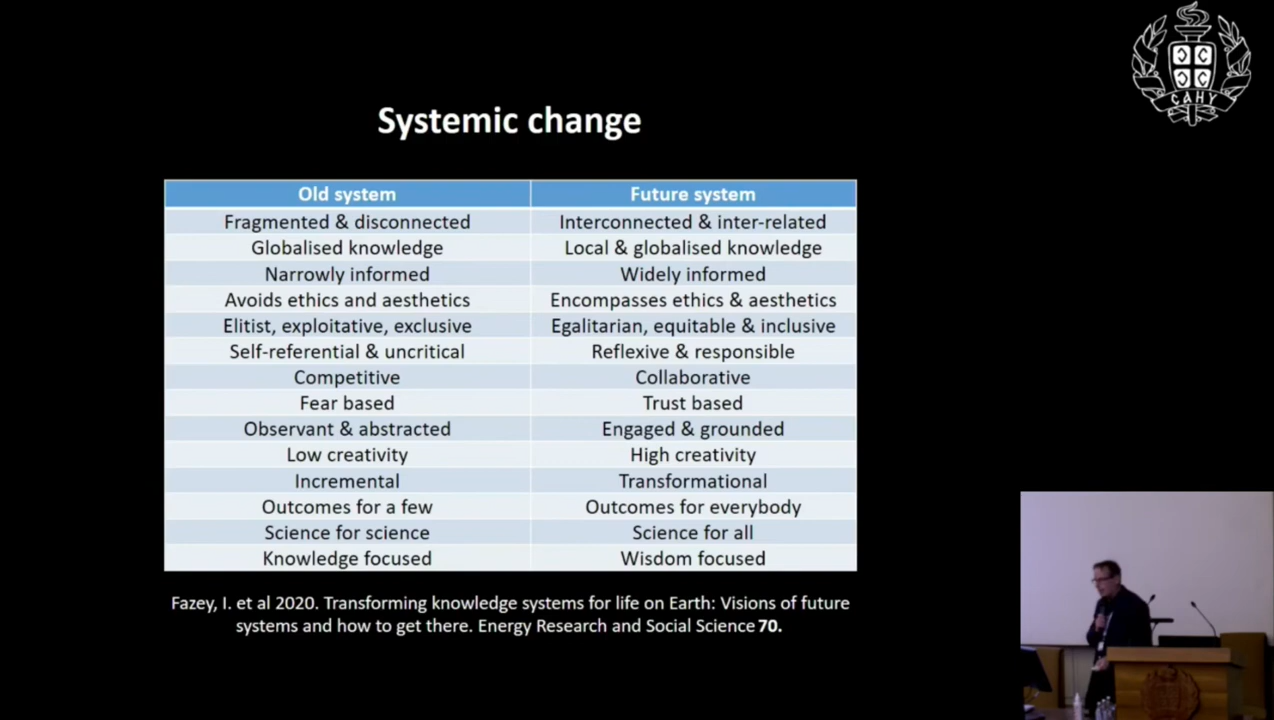 САНУ
Systemic change
Old system Future system
Fragmented & disconnected Interconnected & inter-related
Globalised knowledge Local & globalised knowledge
Narrowly informed Widely informed
Avoids ethics and aesthetics Encompasses ethics & aesthetics
Elitist, exploitative, exclusive Egalitarian, equitable & inclusive
Self-referential & uncritical Reflexive & responsible
Competitive Collaborative
Fear based Trust based
Observant & abstracted Engaged & grounded
Low creativity High creativity
Incremental Transformational
Outcomes for a few Outcomes for everybody
Science for science Science for all
Knowledge focused Wisdom focused
Fazey, I. et al 2020. Transforming knowledge systems for life on Earth: Visions of future
systems and how to get there. Energy Research and Social Science 70.